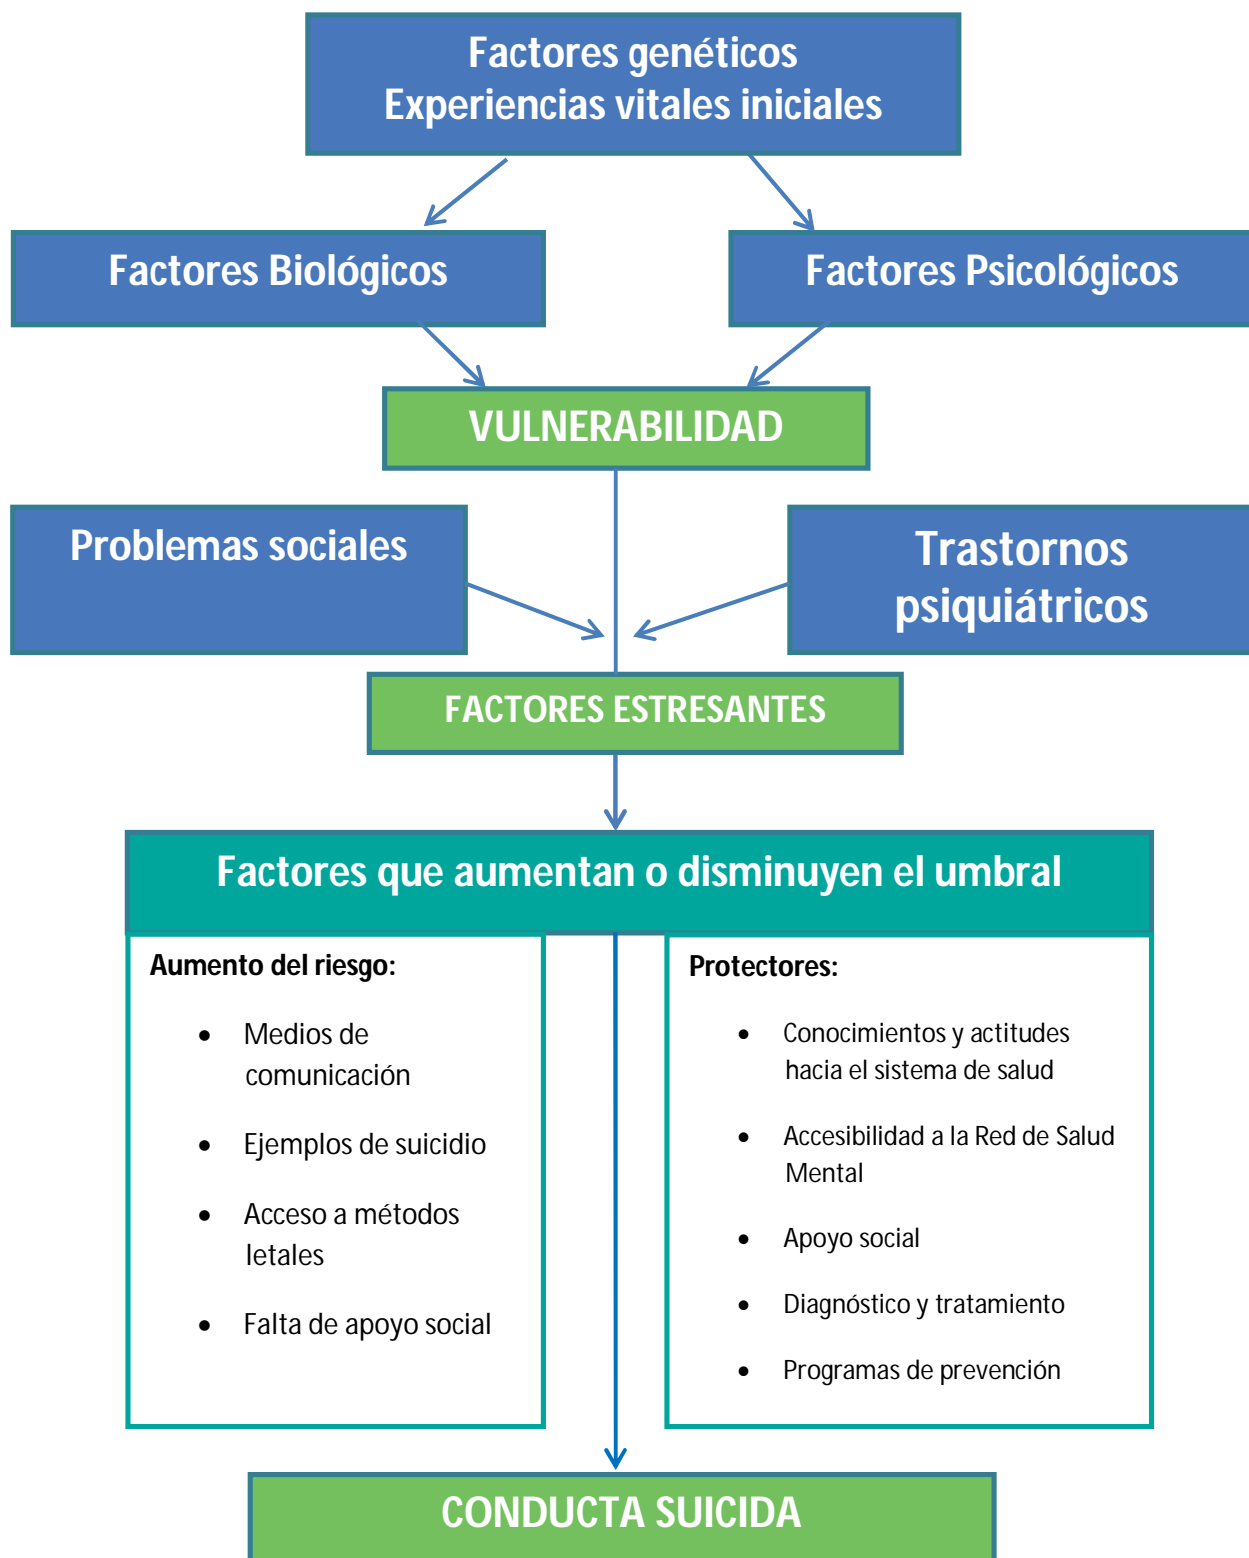 Factores genéticos
Experiencias vitales iniciales
Factores Biológicos
Factores Psicológicos
VULNERABILIDAD
Problemas sociales
Trastornos
psiquiátricos
FACTORES ESTRESANTES
Factores que aumentan o disminuyen el umbral
Aumento del riesgo:
• Medios de
comunicación
• Ejemplos de suicidio
• Acceso a métodos
letales
• Falta de apoyo social
Protectores:
• Conocimientos y actitudes
hacia el sistema de salud
• Accesibilidad a la Red de Salud
Mental
• Apoyo social
• Diagnóstico y tratamiento
• Programas de prevención
CONDUCTA SUICIDA